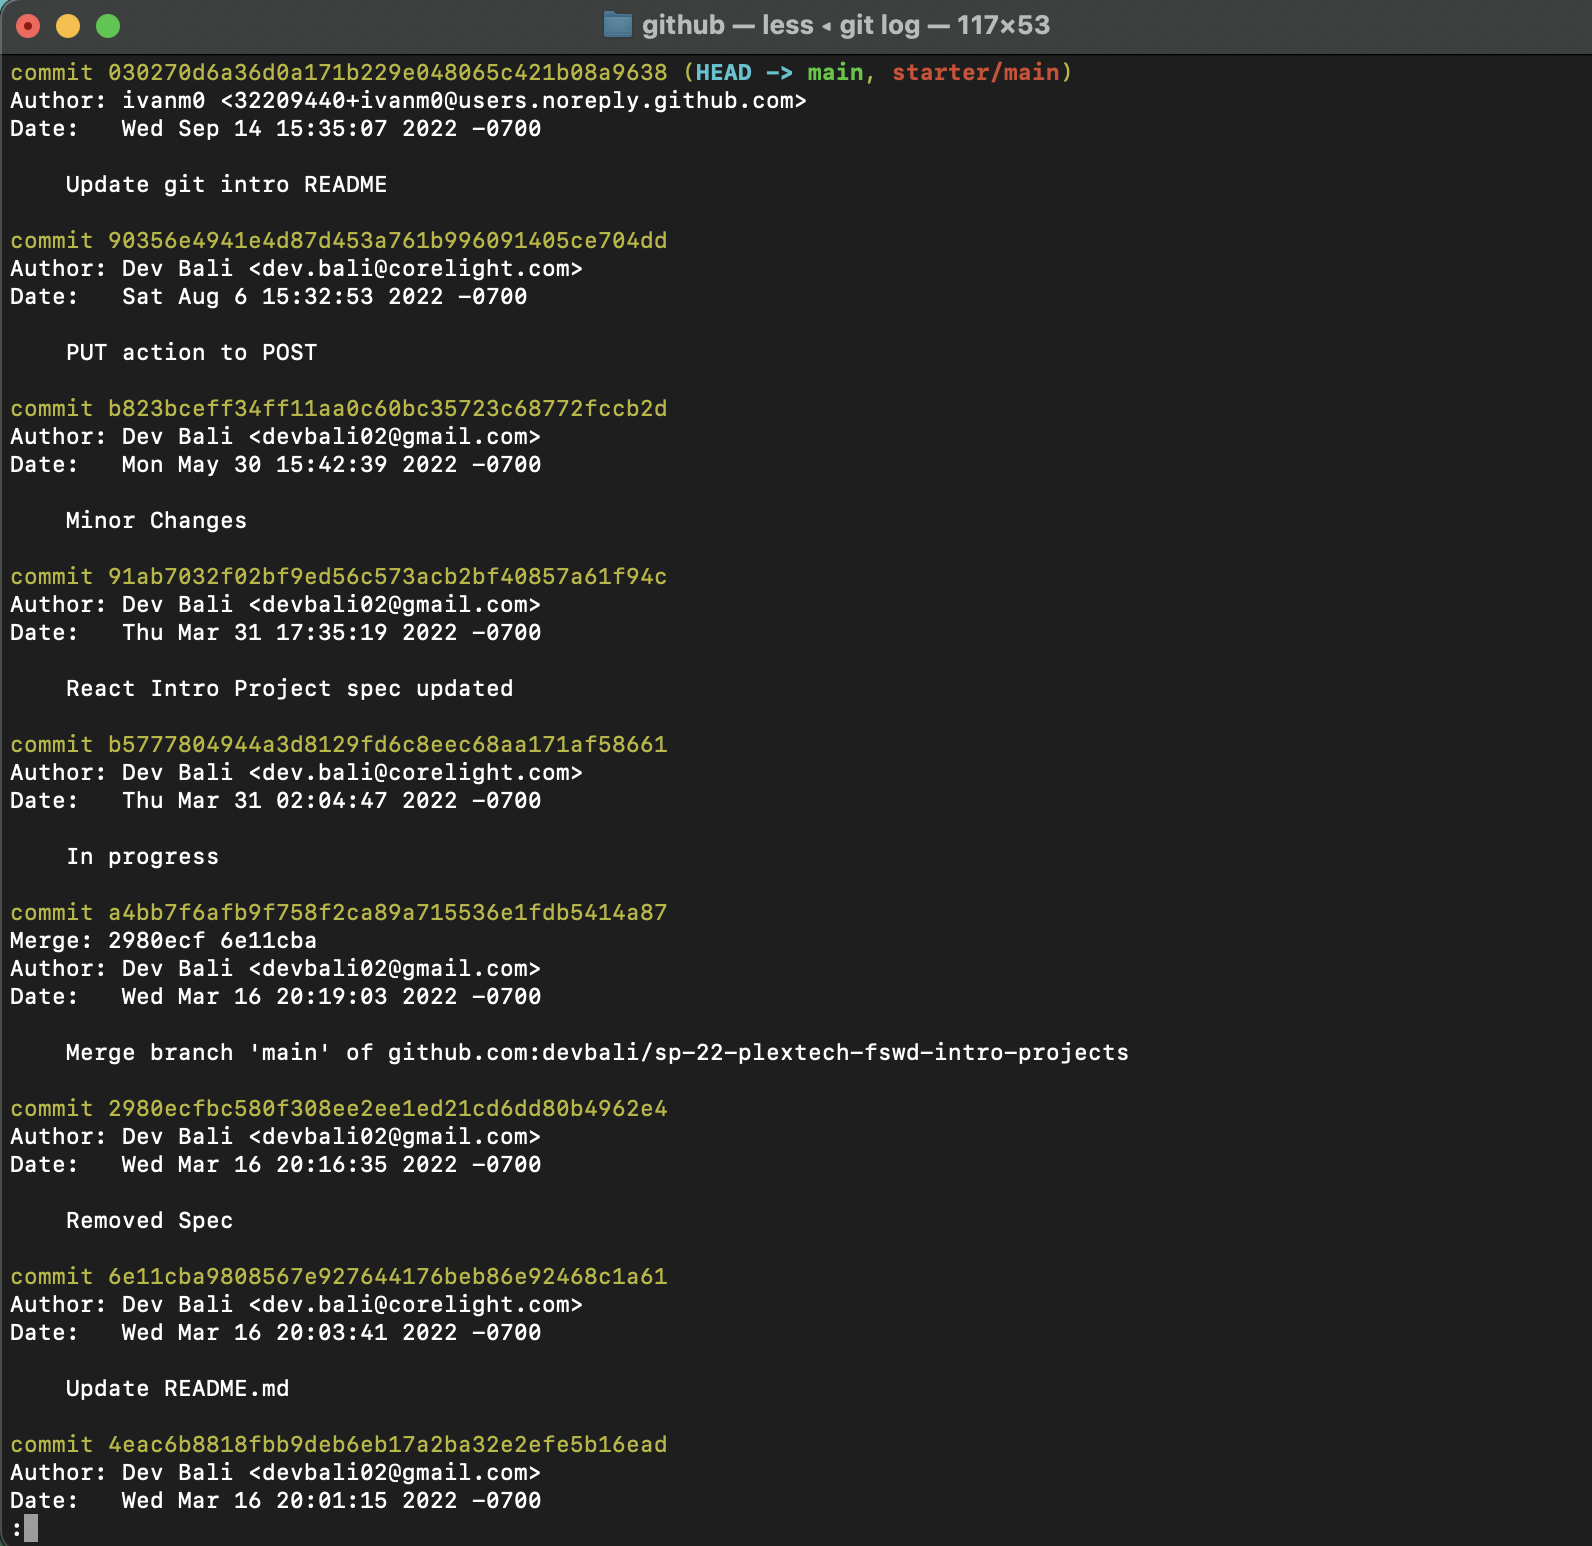 github — less ◂ git log — 117×53
commit 030270d6a36d0a171b229e048065c421b08a9638 (HEAD -> main, starter/main)
Author: ivanm0 <32209440+ivanm0@users.noreply.github.com>
Date:   Wed Sep 14 15:35:07 2022 -0700
    Update git intro README
commit 90356e4941e4d87d453a761b996091405ce704dd
Author: Dev Bali <dev.bali@corelight.com>
Date:   Sat Aug 6 15:32:53 2022 -0700
    PUT action to POST
commit b823bceff34ff11aa0c60bc35723c68772fccb2d
Author: Dev Bali <devbali02@gmail.com>
Date:   Mon May 30 15:42:39 2022 -0700
    Minor Changes
commit 91ab7032f02bf9ed56c573acb2bf40857a61f94c
Author: Dev Bali <devbali02@gmail.com>
Date:   Thu Mar 31 17:35:19 2022 -0700
    React Intro Project spec updated
commit b5777804944a3d8129fd6c8eec68aa171af58661
Author: Dev Bali <dev.bali@corelight.com>
Date:   Thu Mar 31 02:04:47 2022 -0700
    In progress
commit a4bb7f6afb9f758f2ca89a715536e1fdb5414a87
Merge: 2980ecf 6e11cba
Author: Dev Bali <devbali02@gmail.com>
Date:   Wed Mar 16 20:19:03 2022 -0700
    Merge branch 'main' of github.com:devbali/sp-22-plextech-fswd-intro-projects
commit 2980ecfbc580f308ee2ee1ed21cd6dd80b4962e4
Author: Dev Bali <devbali02@gmail.com>
Date:   Wed Mar 16 20:16:35 2022 -0700
    Removed Spec
commit 6e11cba9808567e927644176beb86e92468c1a61
Author: Dev Bali <dev.bali@corelight.com>
Date:   Wed Mar 16 20:03:41 2022 -0700
    Update README.md
commit 4eac6b8818fbb9deb6eb17a2ba32e2efe5b16ead
Author: Dev Bali <devbali02@gmail.com>
Date:   Wed Mar 16 20:01:15 2022 -0700
: